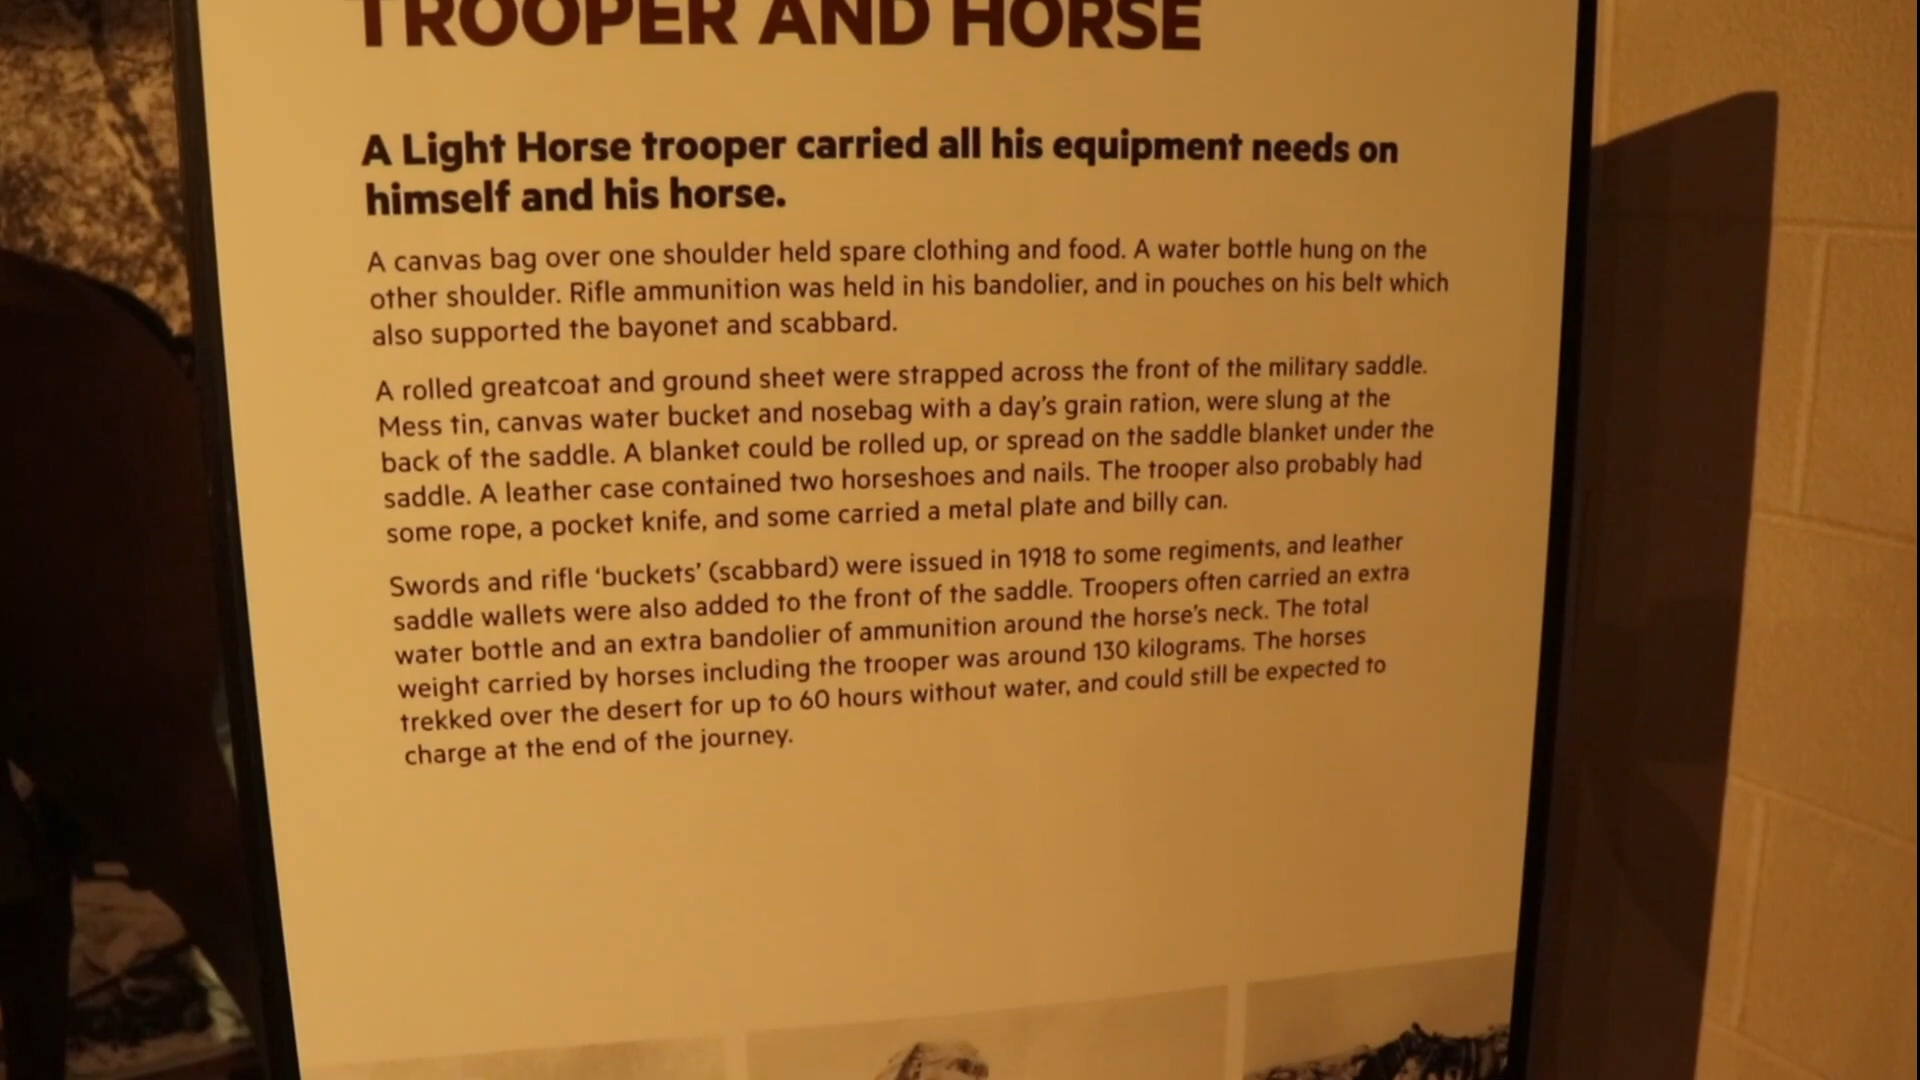 TROOPER AND HORSE
A Light Horse trooper carried all his equipment needs on
himself and his horse.
A canvas bag over one shoulder held spare clothing and food. A water bottle hung on the
other shoulder. Rifle ammunition was held in his bandolier, and in pouches on his belt which
also supported the bayonet and scabbard.
A rolled greatcoat and ground sheet were strapped across the front of the military saddle.
Mess tin, canvas water bucket and nosebag with a day's grain ration, were slung at the
back of the saddle. A blanket could be rolled up, or spread on the saddle blanket under the
saddle. A leather case contained two horseshoes and nails. The trooper also probably had
some rope, a pocket knife, and some carried a metal plate and billy can.
Swords and rifle 'buckets' (scabbard) were issued in 1918 to some regiments, and leather
saddle wallets were also added to the front of the saddle. Troopers often carried an extra
water bottle and an extra bandolier of ammunition around the horse's neck. The total
weight carried by horses including the trooper was around 130 kilograms. The horses
trekked over the desert for up to 60 hours without water, and could still be expected to
charge at the end of the journey.